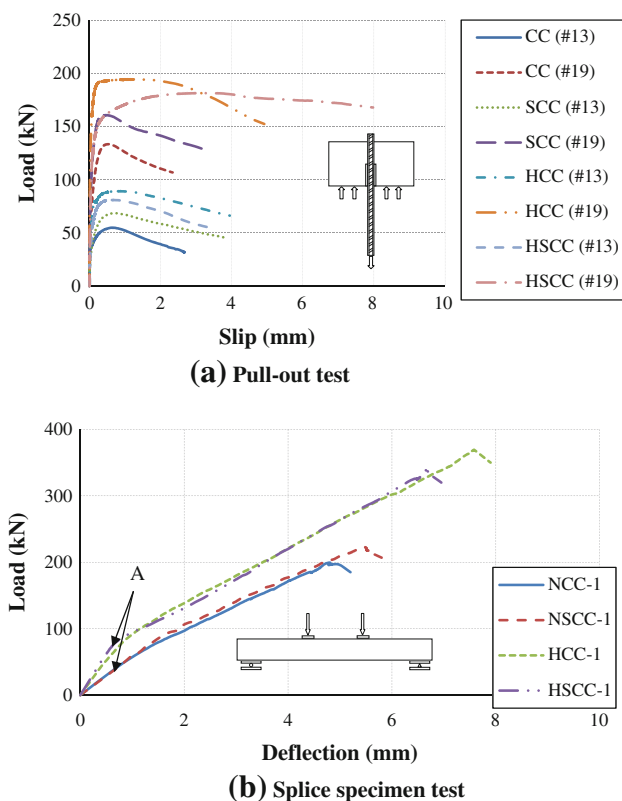 250
200
150
100
50
0
Load (kN)
0 2 4 6 8 10
Slip (mm)
CC (#13)
CC (#19)
SCC (#13)
SCC (#19)
HCC (#13)
HCC (#19)
HSCC (#13)
HSCC (#19)
(a) Pull-out test
400
300
200
100
0
Load (kN)
A
0 2 4 6 8 10
Deflection (mm)
NCC-1
NSCC-1
HCC-1
HSCC-1
(b) Splice specimen test